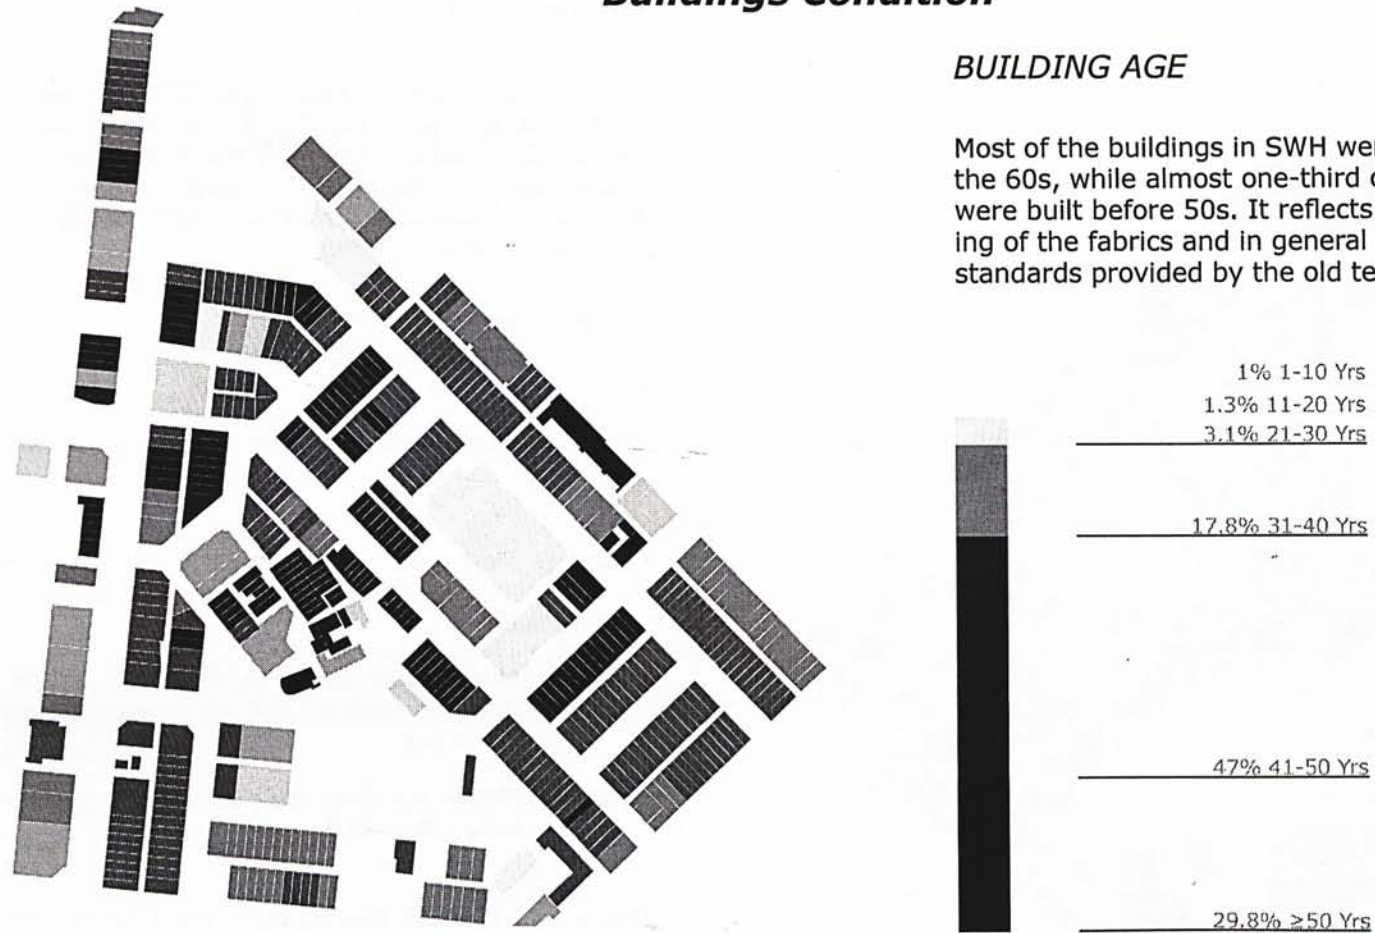 Buildings Condition
BUILDING AGE
Most of the buildings in SWH wer
the 60s, while almost one-third o
were built before 50s. It reflects
ing of the fabrics and in general
standards provided by the old te
1% 1-10 Yrs
1.3% 11-20 Yrs
3.1% 21-30 Yrs
17.8% 31-40 Yrs
47% 41-50 Yrs
29.8% ≥50 Yrs